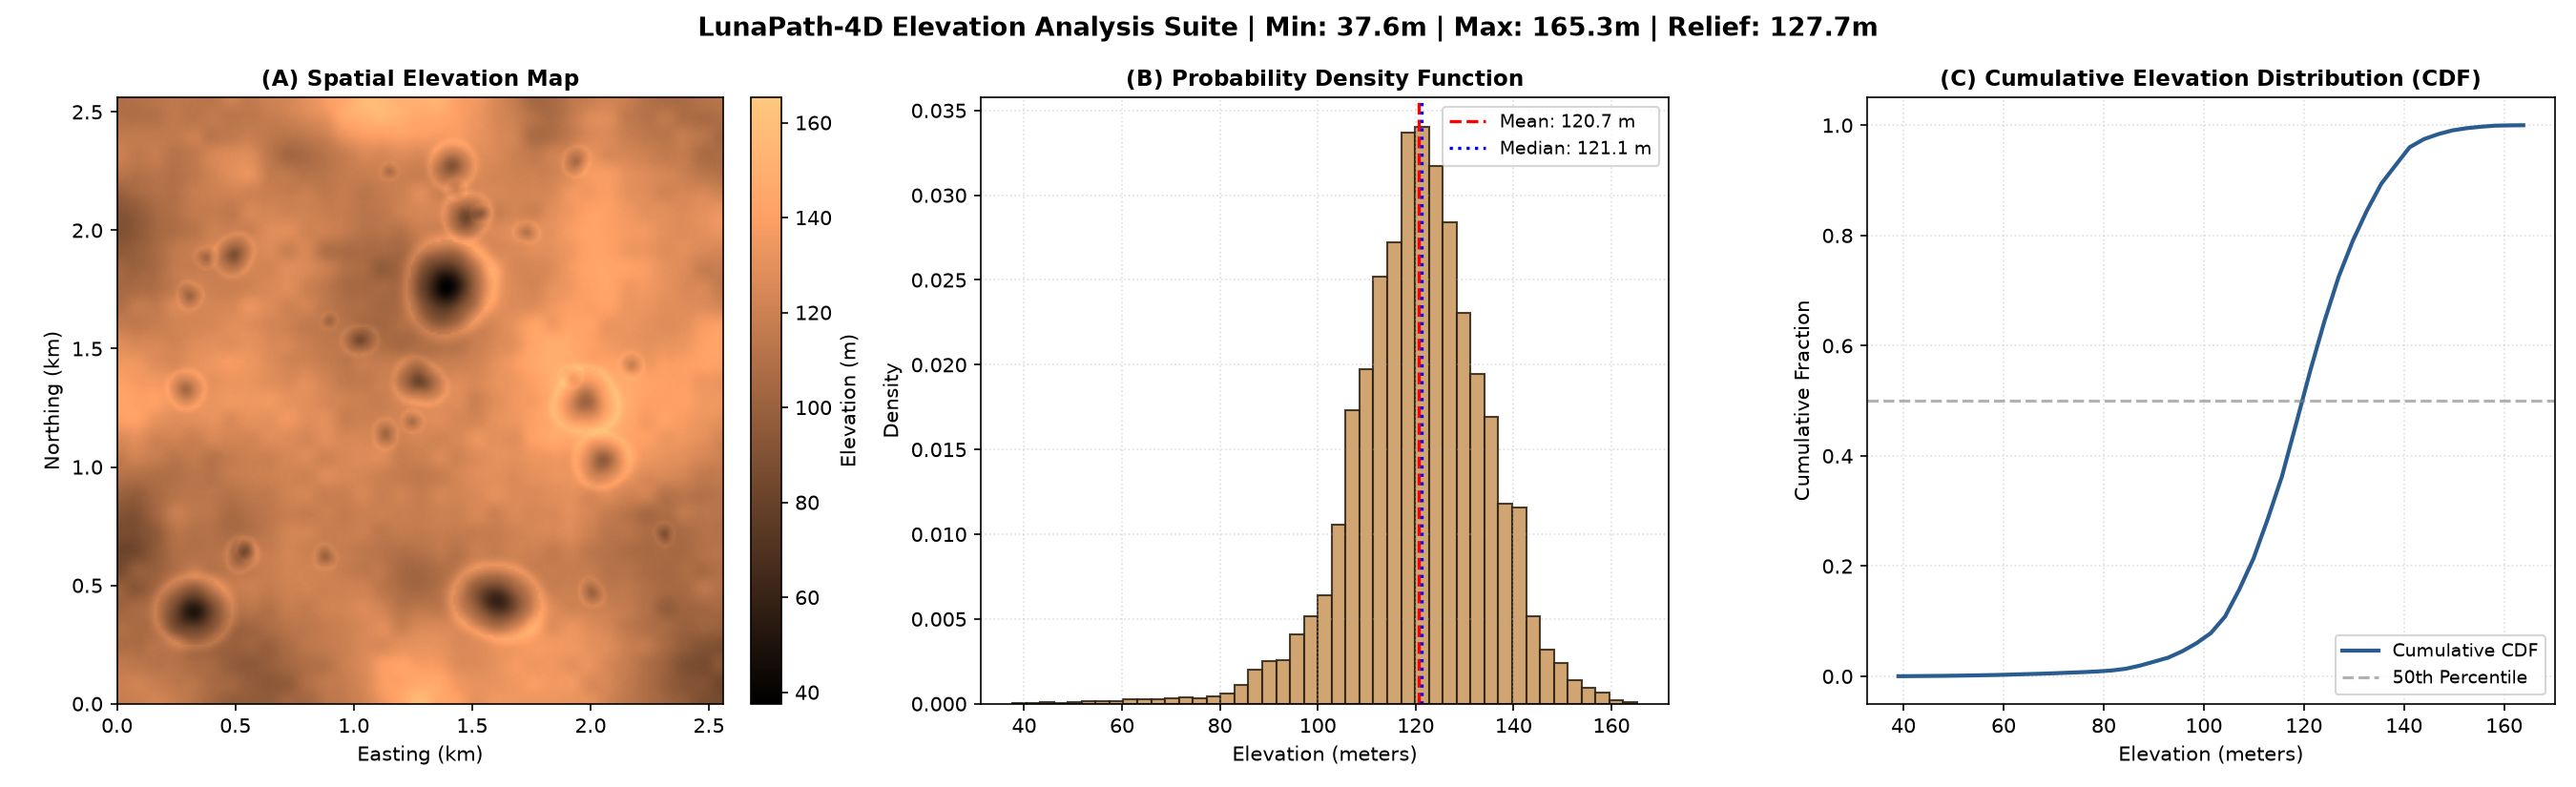 LunaPath-4D Elevation Analysis Suite | Min: 37.6m | Max: 165.3m | Relief: 127.7m
(A) Spatial Elevation Map
2.5
2.0
1.5
1.0
0.5
0.0
Northing (km)
0.0 0.5 1.0 1.5 2.0 2.5
Easting (km)
160
140
120
100
80
60
40
Elevation (m)
(B) Probability Density Function
Mean: 120.7 m
Median: 121.1 m
0.035
0.030
0.025
0.020
0.015
0.010
0.005
0.000
Density
40 60 80 100 120 140 160
Elevation (meters)
(C) Cumulative Elevation Distribution (CDF)
1.0
0.8
0.6
0.4
0.2
0.0
Cumulative Fraction
Cumulative CDF
50th Percentile
40 60 80 100 120 140 160
Elevation (meters)